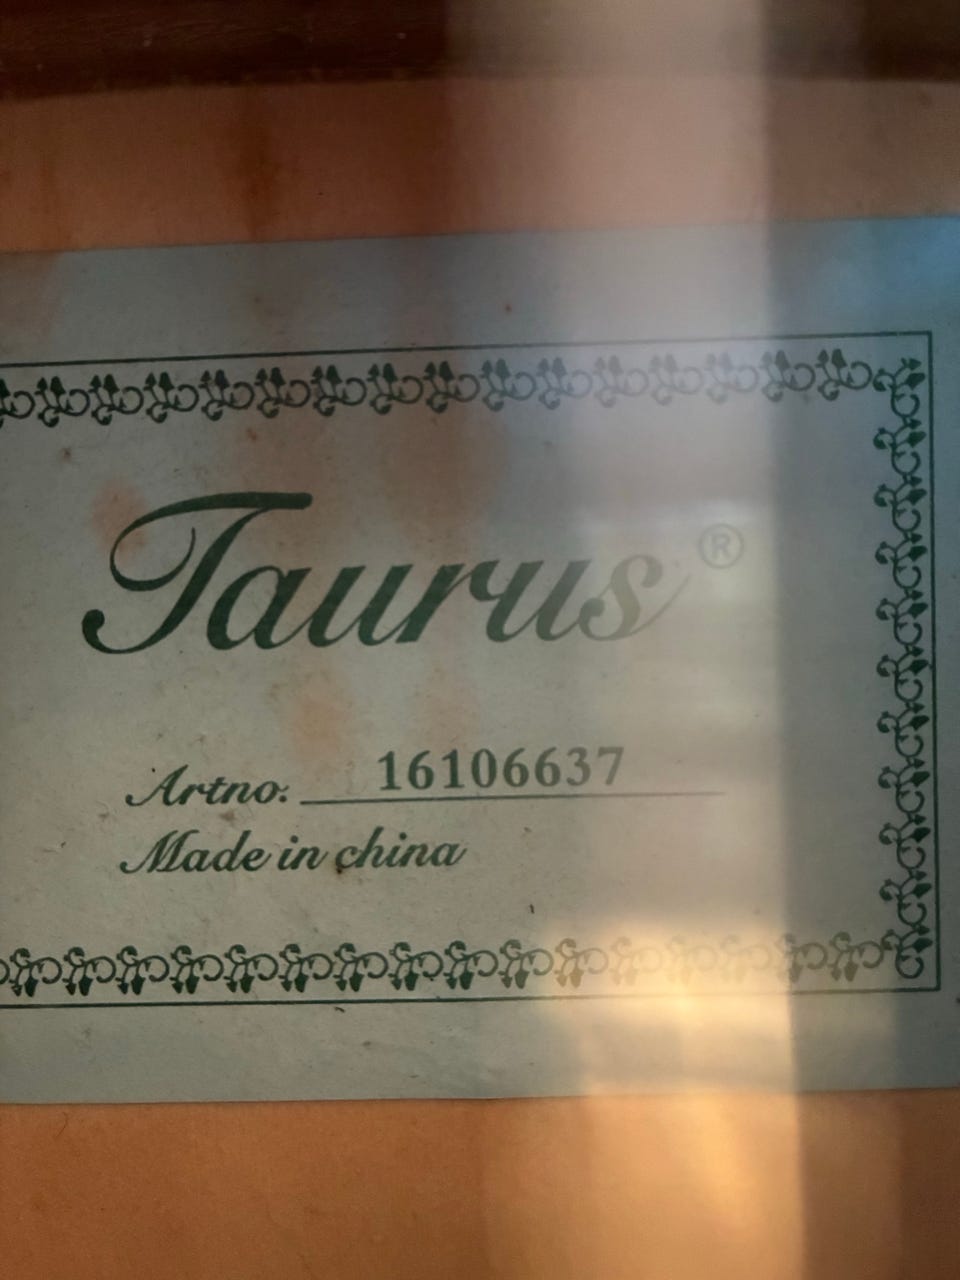 Taurus®
Artno: 16106637
Made in china